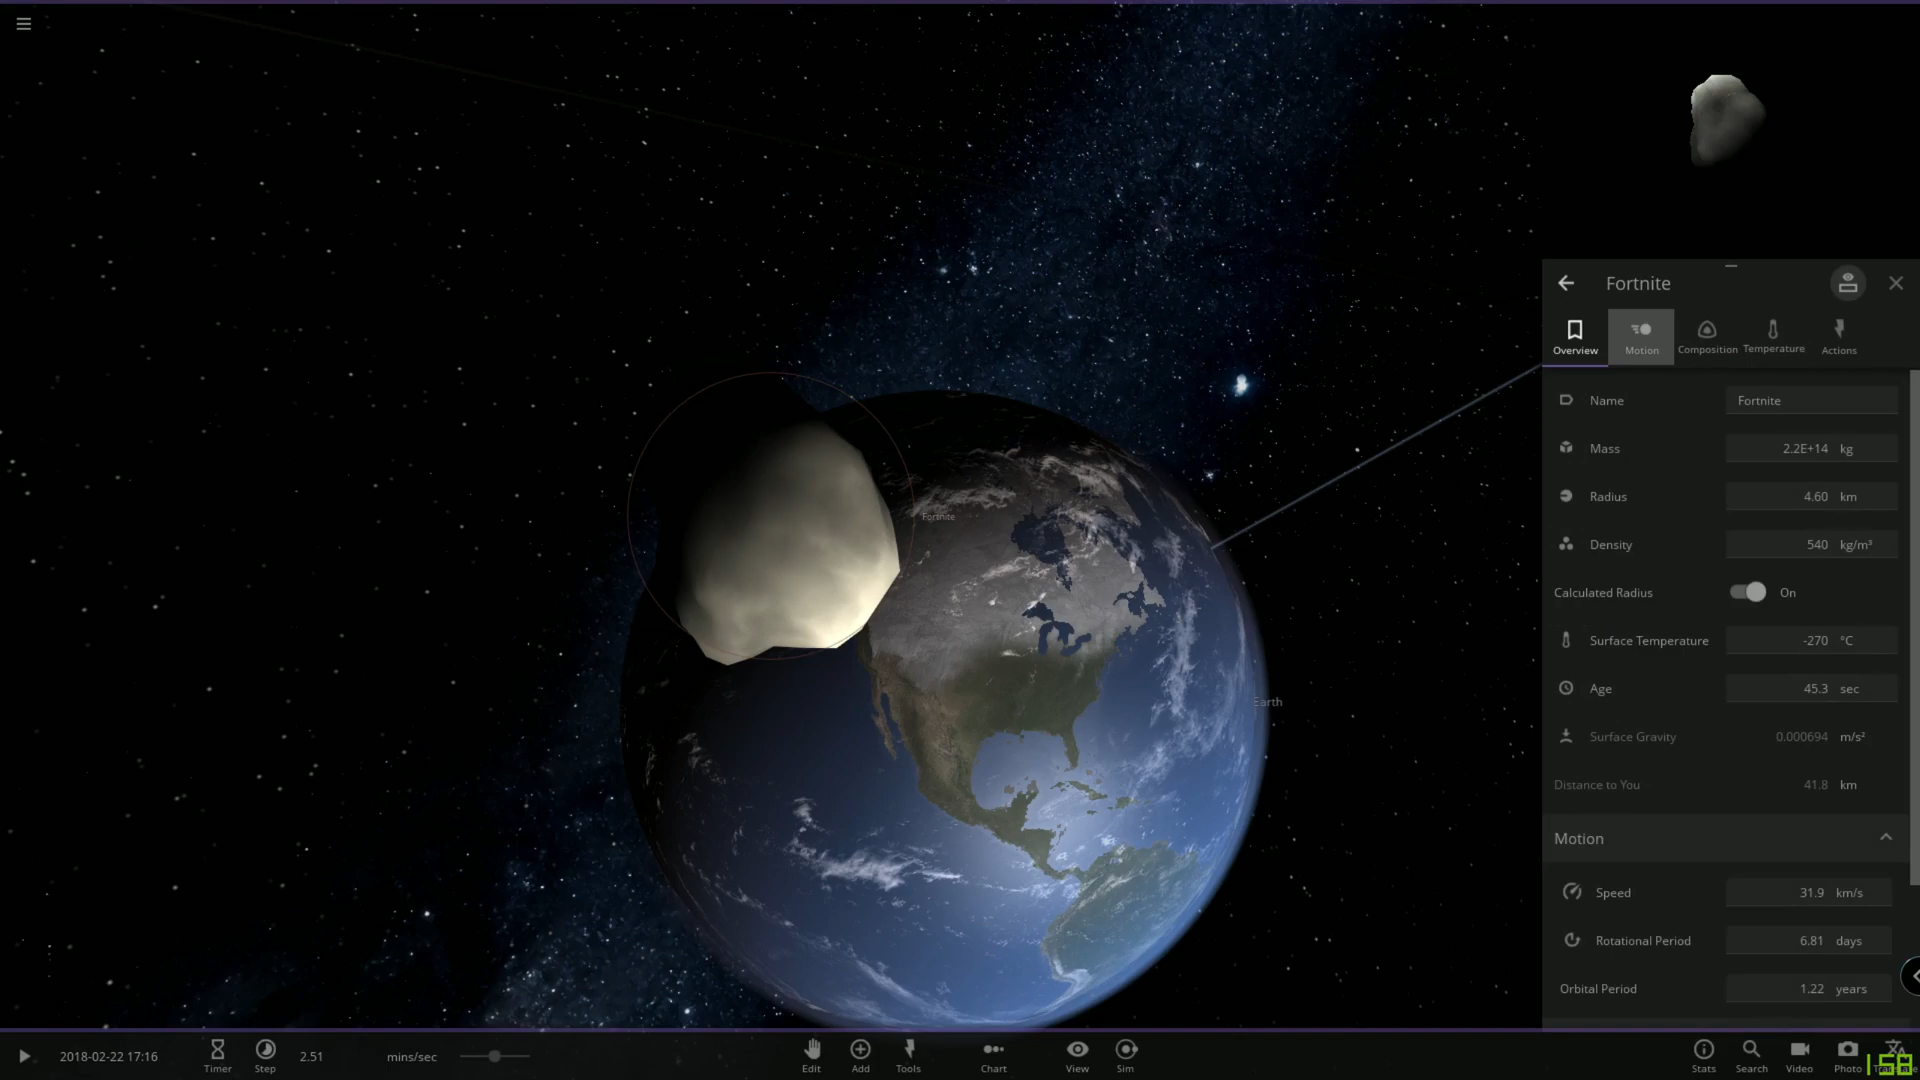 Fortnite
Overview
Motion
Composition
Temperature
Actions
Name Fortnite
Mass 2.2E+14 kg
Radius 4.60 km
Density 540 kg/m³
Calculated Radius On
Surface Temperature -270 °C
Age 45.3 sec
Surface Gravity 0.000694 m/s²
Distance to You 41.8 km
Motion
Speed 31.9 km/s
Rotational Period 6.81 days
Orbital Period 1.22 years
Fortnite
Earth
2018-02-22 17:16
Timer
Step
2.51 mins/sec
Edit
Add
Tools
Chart
View
Sim
Stats
Search
Video
Photo
158